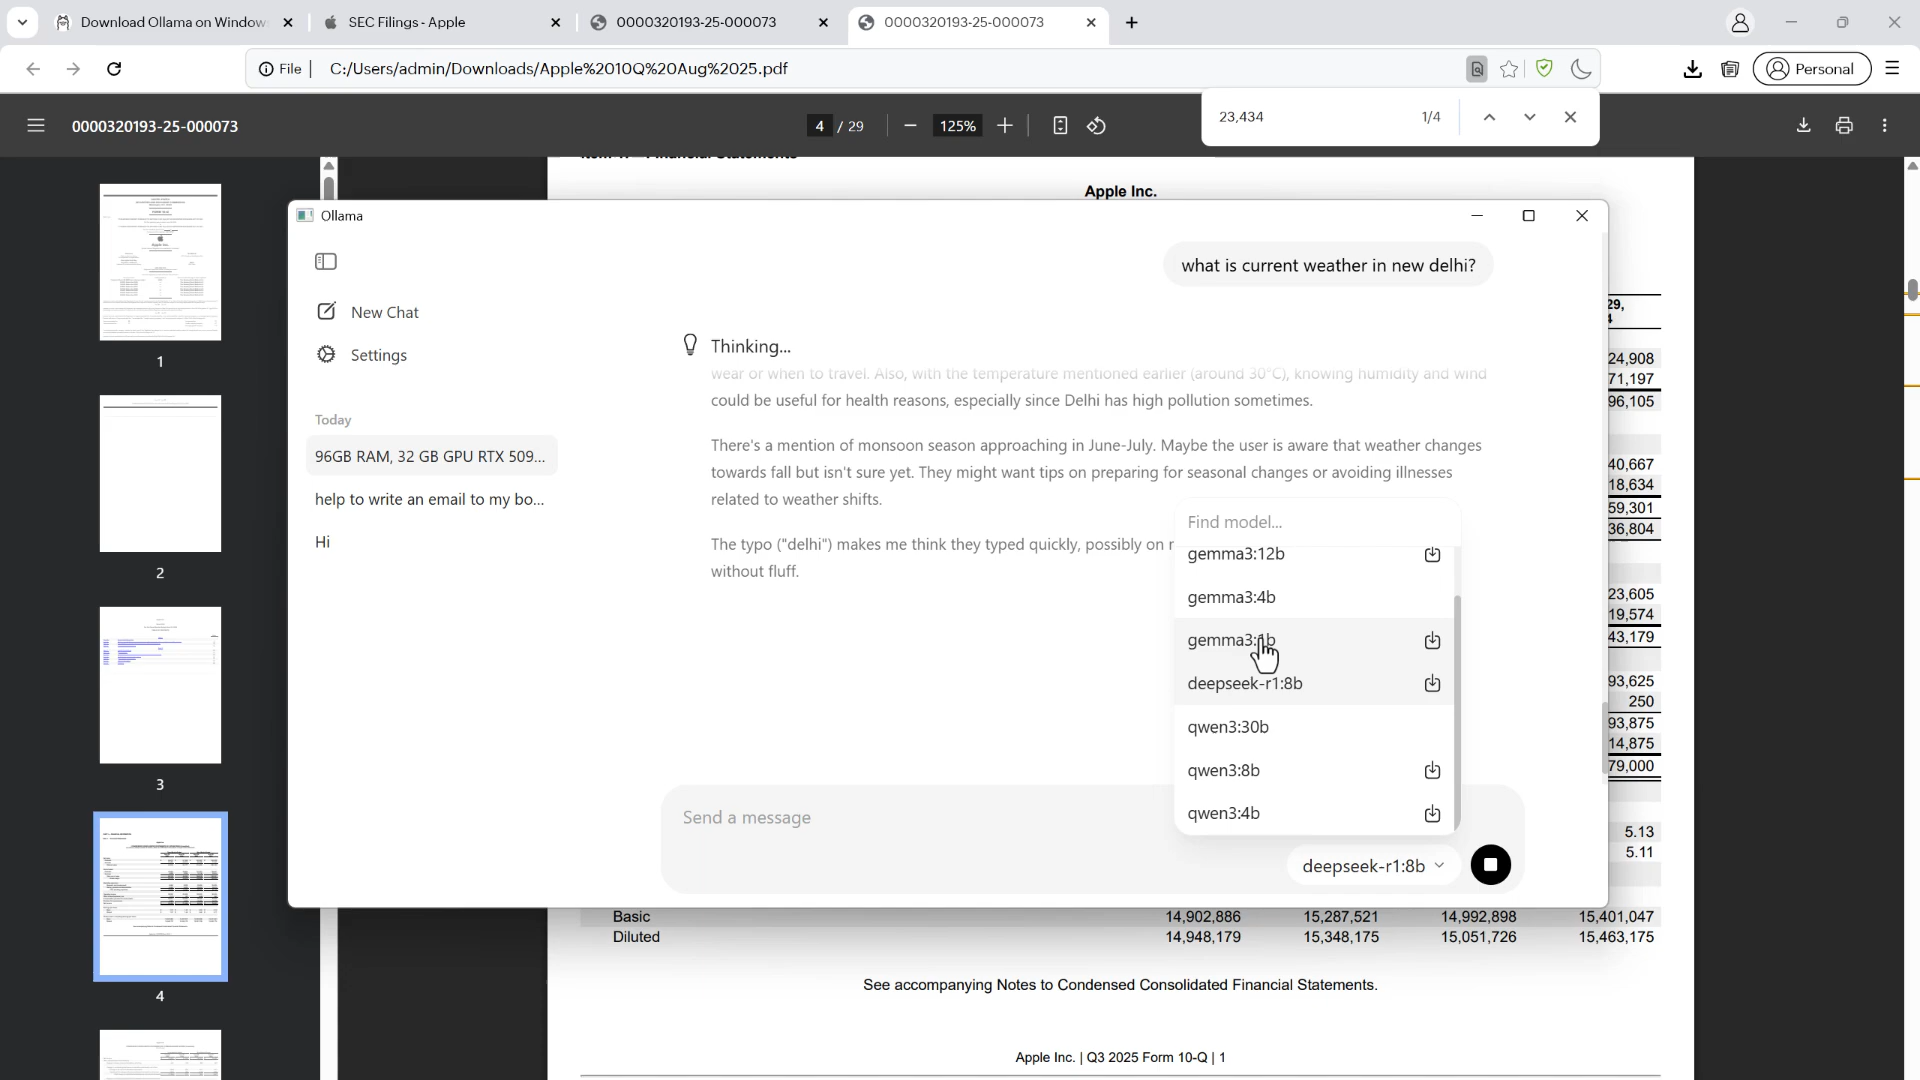 Download Ollama on Window
SEC Filings - Apple
0000320193-25-000073
0000320193-25-000073
File
C:/Users/admin/Downloads/Apple%2010Q%20Aug%2025.pdf
Personal
0000320193-25-000073
4 / 29
125%
23,434
1/4
Apple Inc.
Ollama
what is current weather in new delhi?
New Chat
Settings
Thinking...
wear or when to travel. Also, with the temperature mentioned earlier (around 30°C), knowing humidity and wind
could be useful for health reasons, especially since Delhi has high pollution sometimes.
Today
96GB RAM, 32 GB GPU RTX 509...
help to write an email to my bo...
Hi
There's a mention of monsoon season approaching in June-July. Maybe the user is aware that weather changes
towards fall but isn't sure yet. They might want tips on preparing for seasonal changes or avoiding illnesses
related to weather shifts.
The typo ("delhi") makes me think they typed quickly, possibly on
without fluff.
Find model...
gemma3:12b
gemma3:4b
gemma3:1b
deepseek-r1:8b
qwen3:30b
qwen3:8b
qwen3:4b
Send a message
deepseek-r1:8b
29,
24,908
71,197
96,105
40,667
18,634
59,301
36,804
23,605
19,574
43,179
93,625
250
93,875
14,875
79,000
5.13
5.11
Basic 14,902,886 15,287,521 14,992,898 15,401,047
Diluted 14,948,179 15,348,175 15,051,726 15,463,175
See accompanying Notes to Condensed Consolidated Financial Statements.
Apple Inc. | Q3 2025 Form 10-Q | 1
1
2
3
4